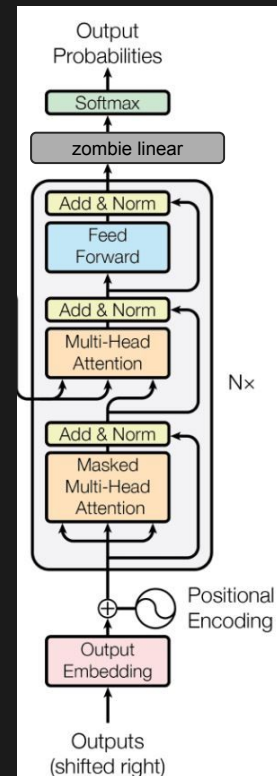 Output
Probabilities
Softmax
zombie linear
Add & Norm
Feed
Forward
Add & Norm
Multi-Head
Attention
N×
Add & Norm
Masked
Multi-Head
Attention
Positional
Encoding
Output
Embedding
Outputs
(shifted right)